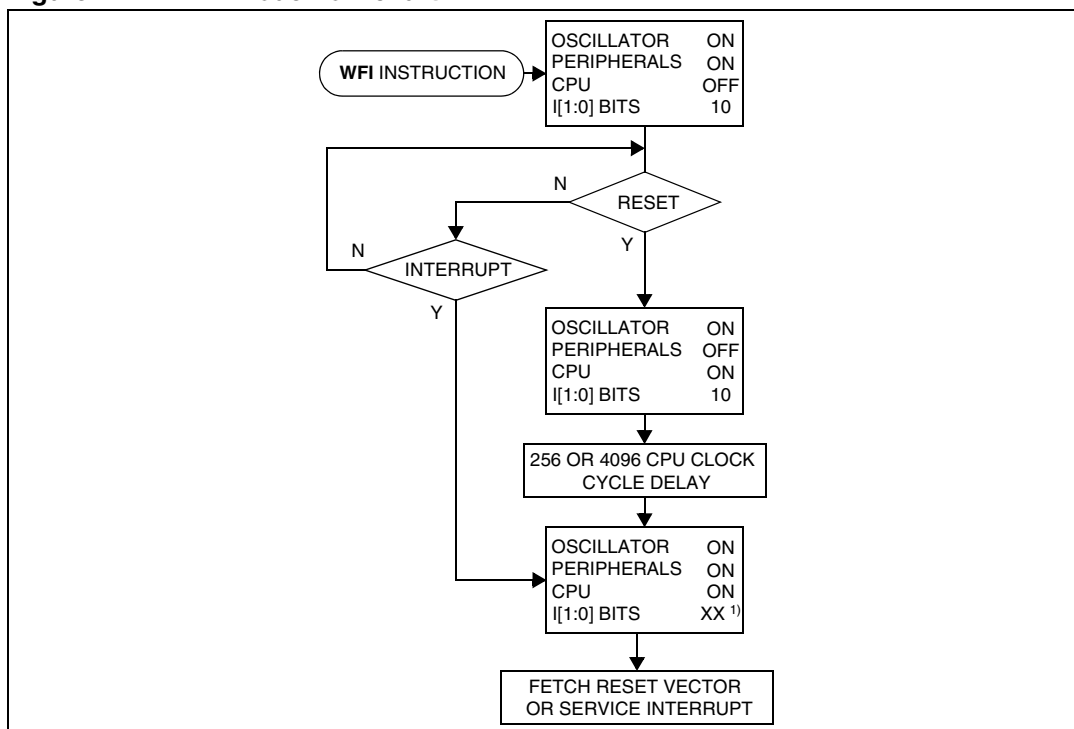 WFI INSTRUCTION
OSCILLATOR ON
PERIPHERALS ON
CPU OFF
I[1:0] BITS 10
N
RESET
Y
N
INTERRUPT
Y
OSCILLATOR ON
PERIPHERALS OFF
CPU ON
I[1:0] BITS 10
256 OR 4096 CPU CLOCK
CYCLE DELAY
OSCILLATOR ON
PERIPHERALS ON
CPU ON
I[1:0] BITS XX 1)
FETCH RESET VECTOR
OR SERVICE INTERRUPT